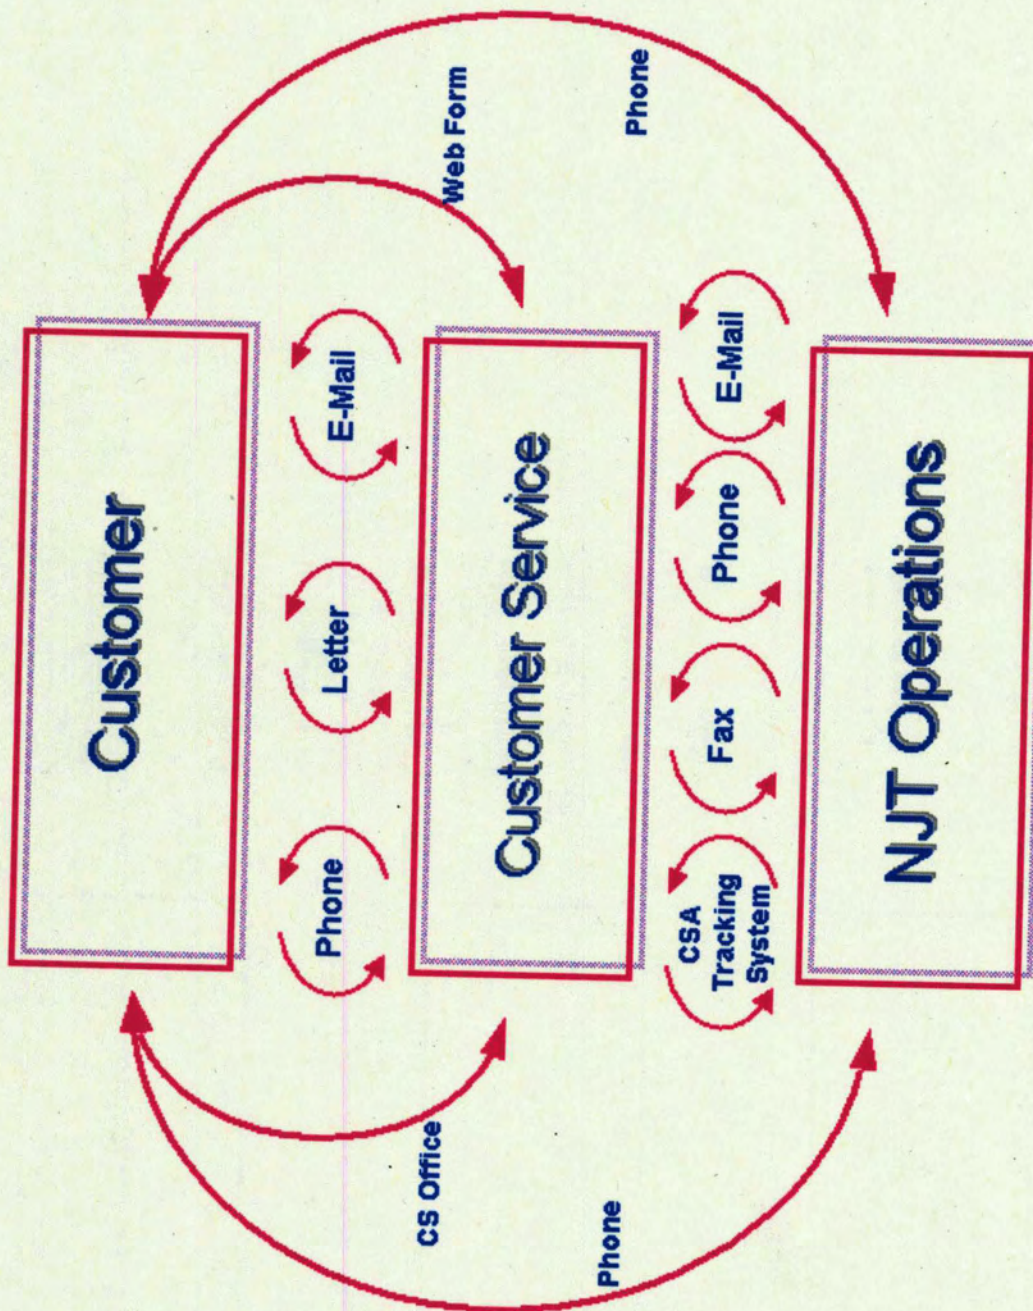 Customer
Phone
Letter
E-Mail
CS Office
Web Form
Customer Service
Phone
Phone
CSA
Tracking
System
Fax
Phone
E-Mail
NJT Operations